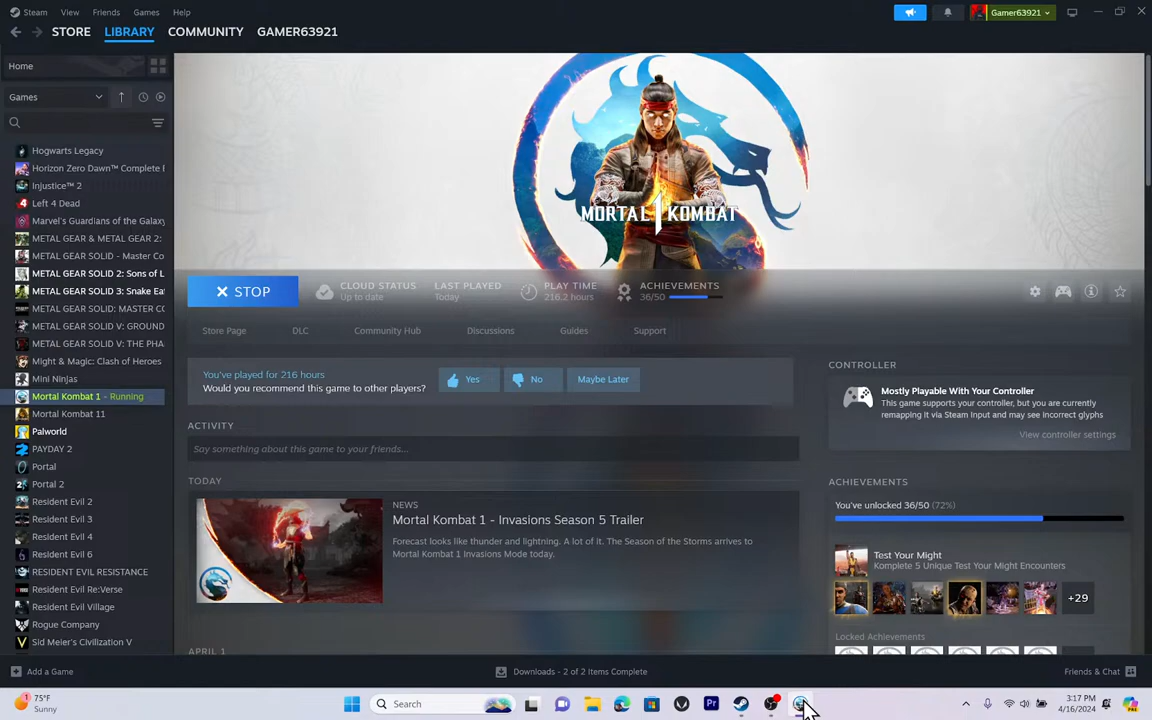 Steam View Friends Games Help
Gamer63921
STORE LIBRARY COMMUNITY GAMER63921
Home
Games
Hogwarts Legacy
Horizon Zero Dawn™ Complete E
Injustice™ 2
Left 4 Dead
Marvel's Guardians of the Galaxy
METAL GEAR & METAL GEAR 2:
METAL GEAR SOLID - Master Co
METAL GEAR SOLID 2: Sons of L
METAL GEAR SOLID 3: Snake Eat
METAL GEAR SOLID: MASTER CO
METAL GEAR SOLID V: GROUND
METAL GEAR SOLID V: THE PHA
Might & Magic: Clash of Heroes
Mini Ninjas
Mortal Kombat 1 - Running
Mortal Kombat 11
Palworld
PAYDAY 2
Portal
Portal 2
Resident Evil 2
Resident Evil 3
Resident Evil 4
Resident Evil 6
RESIDENT EVIL RESISTANCE
Resident Evil Re:Verse
Resident Evil Village
Rogue Company
Sid Meier's Civilization V
MORTAL 1 KOMBAT
STOP
CLOUD STATUS
Up to date
LAST PLAYED
Today
PLAY TIME
216.2 hours
ACHIEVEMENTS
36/50
Store Page DLC Community Hub Discussions Guides Support
You've played for 216 hours
Would you recommend this game to other players?
Yes No Maybe Later
ACTIVITY
Say something about this game to your friends...
TODAY
NEWS
Mortal Kombat 1 - Invasions Season 5 Trailer
Forecast looks like thunder and lightning. A lot of it. The Season of the Storms arrives to
Mortal Kombat 1 Invasions Mode today.
APRIL 1
CONTROLLER
Mostly Playable With Your Controller
This game supports your controller, but you are currently
remapping it via Steam Input and may see incorrect glyphs
View controller settings
ACHIEVEMENTS
You've unlocked 36/50 (72%)
Test Your Might
Komplete 5 Unique Test Your Might Encounters
+29
Locked Achievements
Add a Game
Downloads - 2 of 2 Items Complete
Friends & Chat
1
75°F
Sunny
Search
Pr
3:17 PM
4/16/2024
PRE